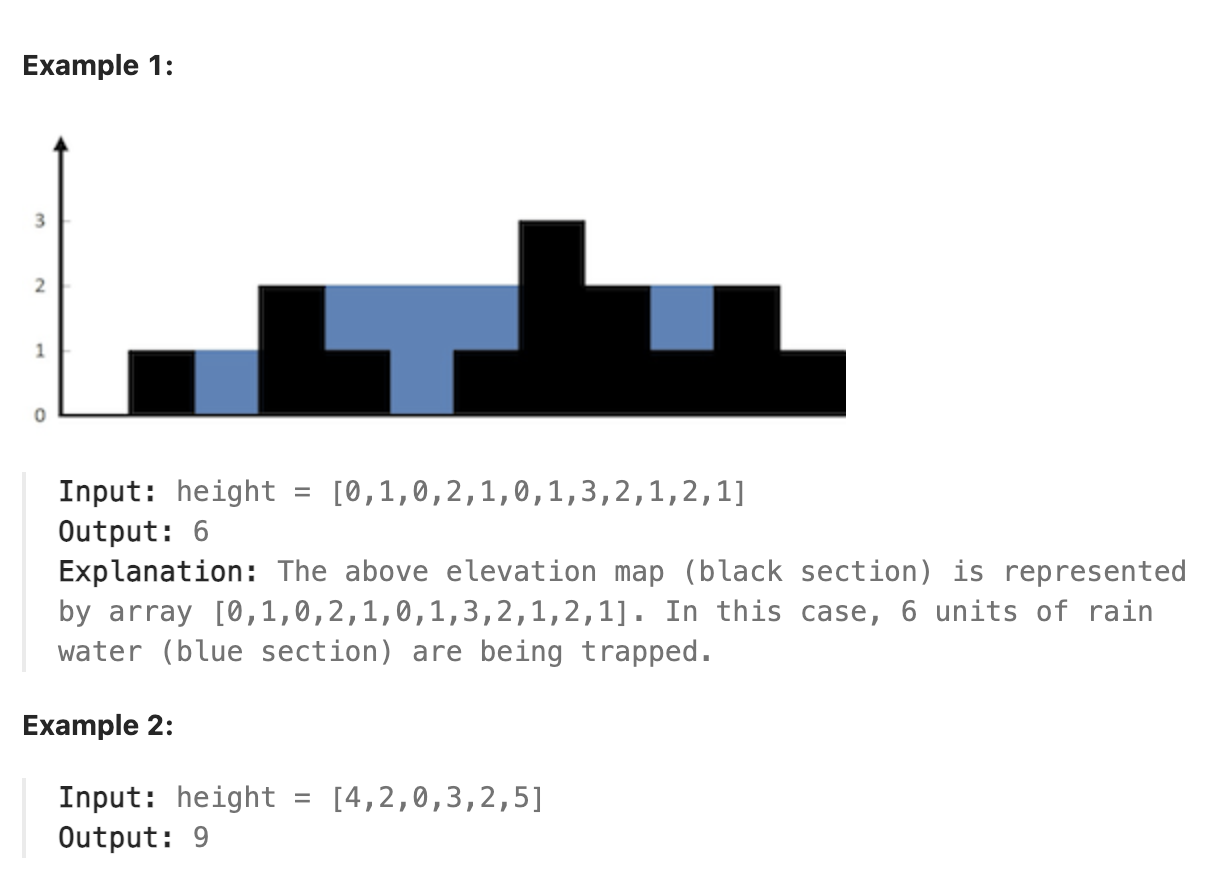 Example 1:
3
2
1
0
Input: height = [0,1,0,2,1,0,1,3,2,1,2,1]
Output: 6
Explanation: The above elevation map (black section) is represented
by array [0,1,0,2,1,0,1,3,2,1,2,1]. In this case, 6 units of rain
water (blue section) are being trapped.
Example 2:
Input: height = [4,2,0,3,2,5]
Output: 9